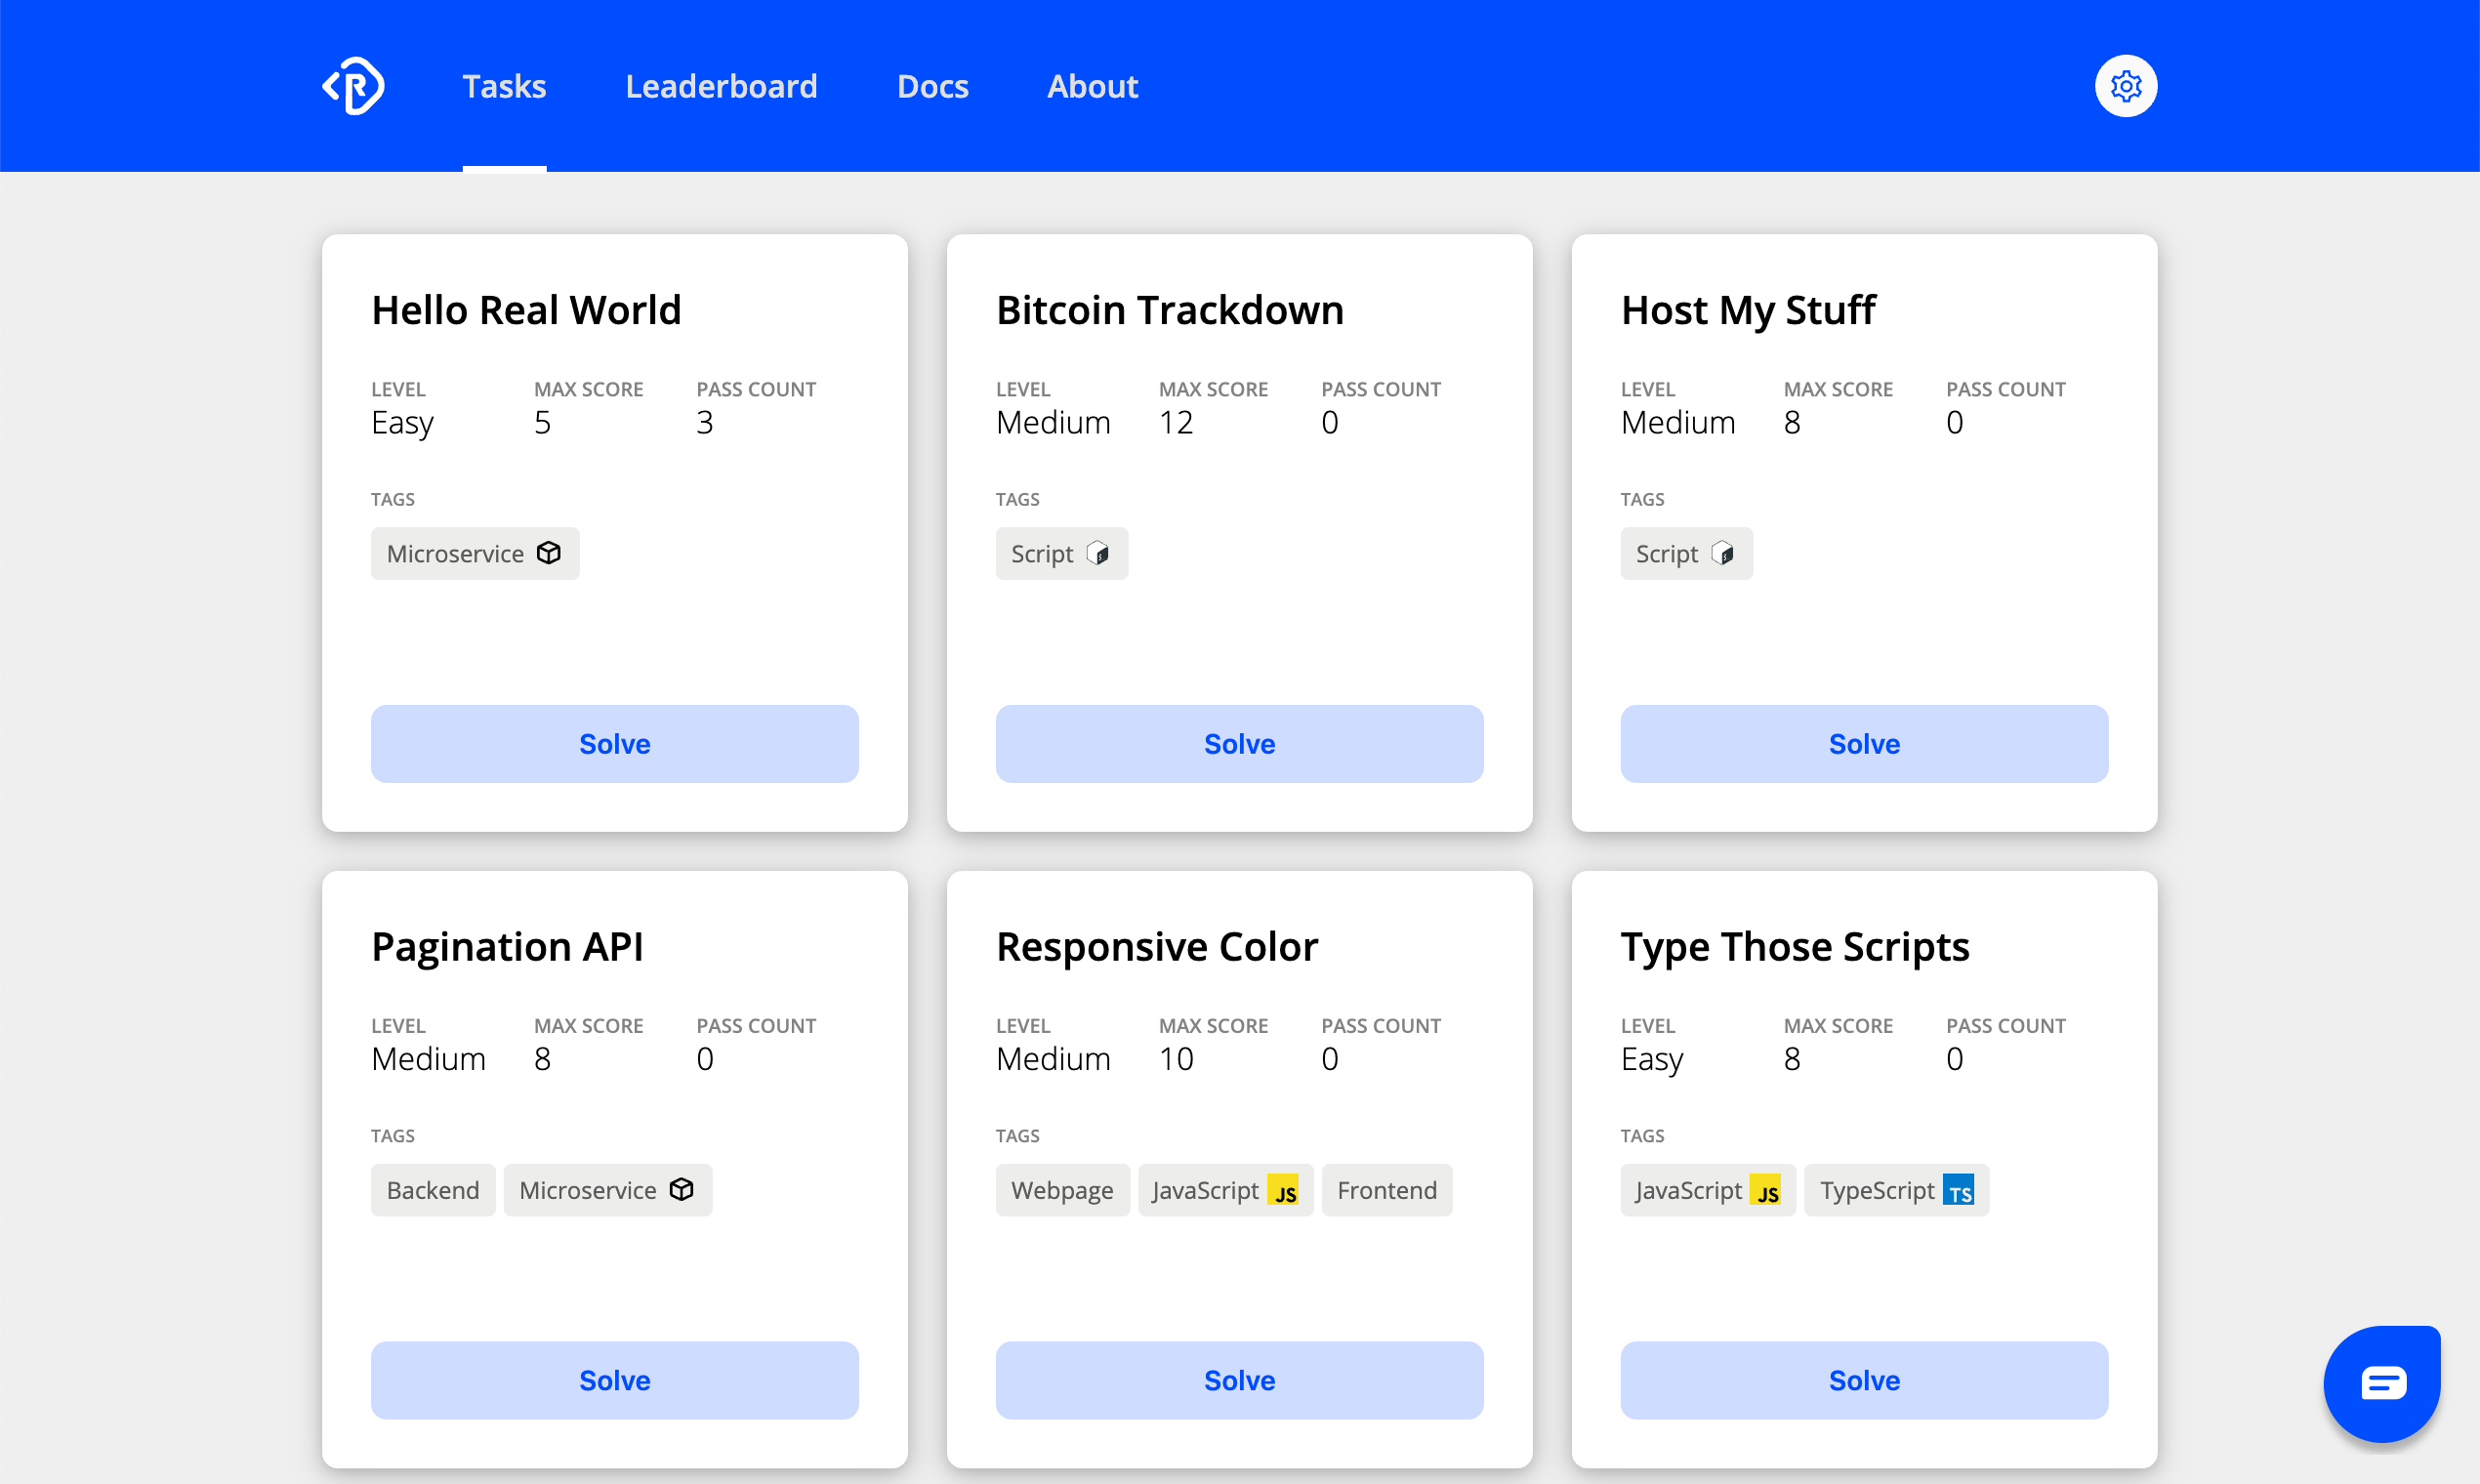 R
Tasks Leaderboard Docs About
Hello Real World
LEVEL MAX SCORE PASS COUNT
Easy 5 3
TAGS
Microservice
Solve
Bitcoin Trackdown
LEVEL MAX SCORE PASS COUNT
Medium 12 0
TAGS
Script
Solve
Host My Stuff
LEVEL MAX SCORE PASS COUNT
Medium 8 0
TAGS
Script
Solve
Pagination API
LEVEL MAX SCORE PASS COUNT
Medium 8 0
TAGS
Backend Microservice
Solve
Responsive Color
LEVEL MAX SCORE PASS COUNT
Medium 10 0
TAGS
Webpage JavaScript JS Frontend
Solve
Type Those Scripts
LEVEL MAX SCORE PASS COUNT
Easy 8 0
TAGS
JavaScript JS TypeScript TS
Solve